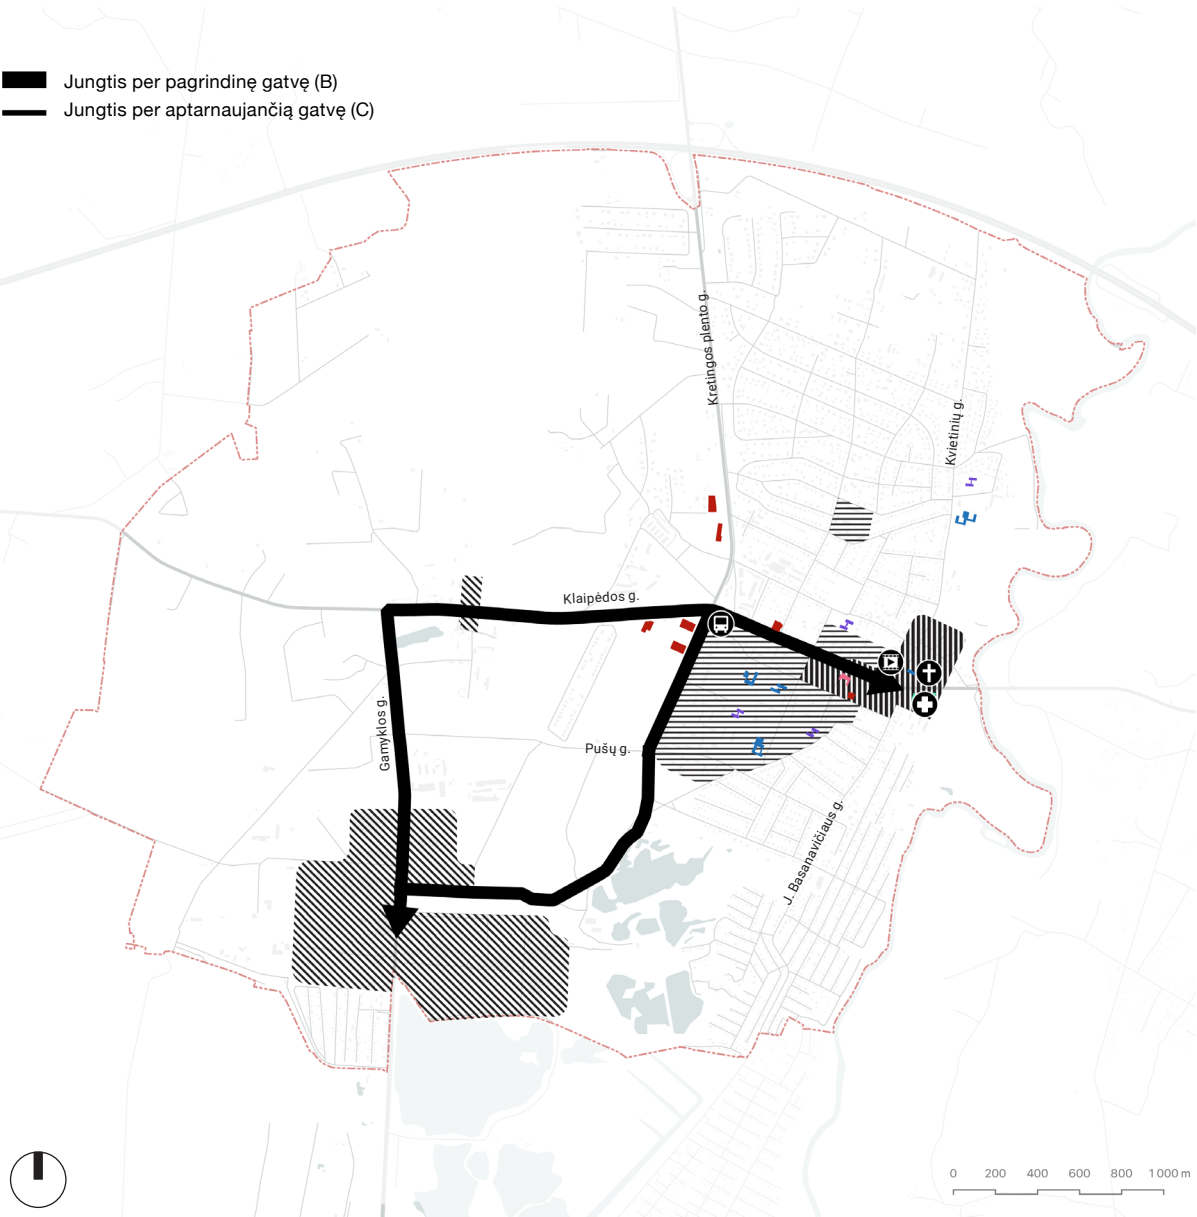 Jungtis per pagrindinę gatvę (B)
Jungtis per aptarnaujančią gatvę (C)
Kretingos plento g.
Kvietinių g.
Klaipėdos g.
Gamyklos g.
Pušų g.
J. Basanavičiaus g.
0 200 400 600 800 1 000 m